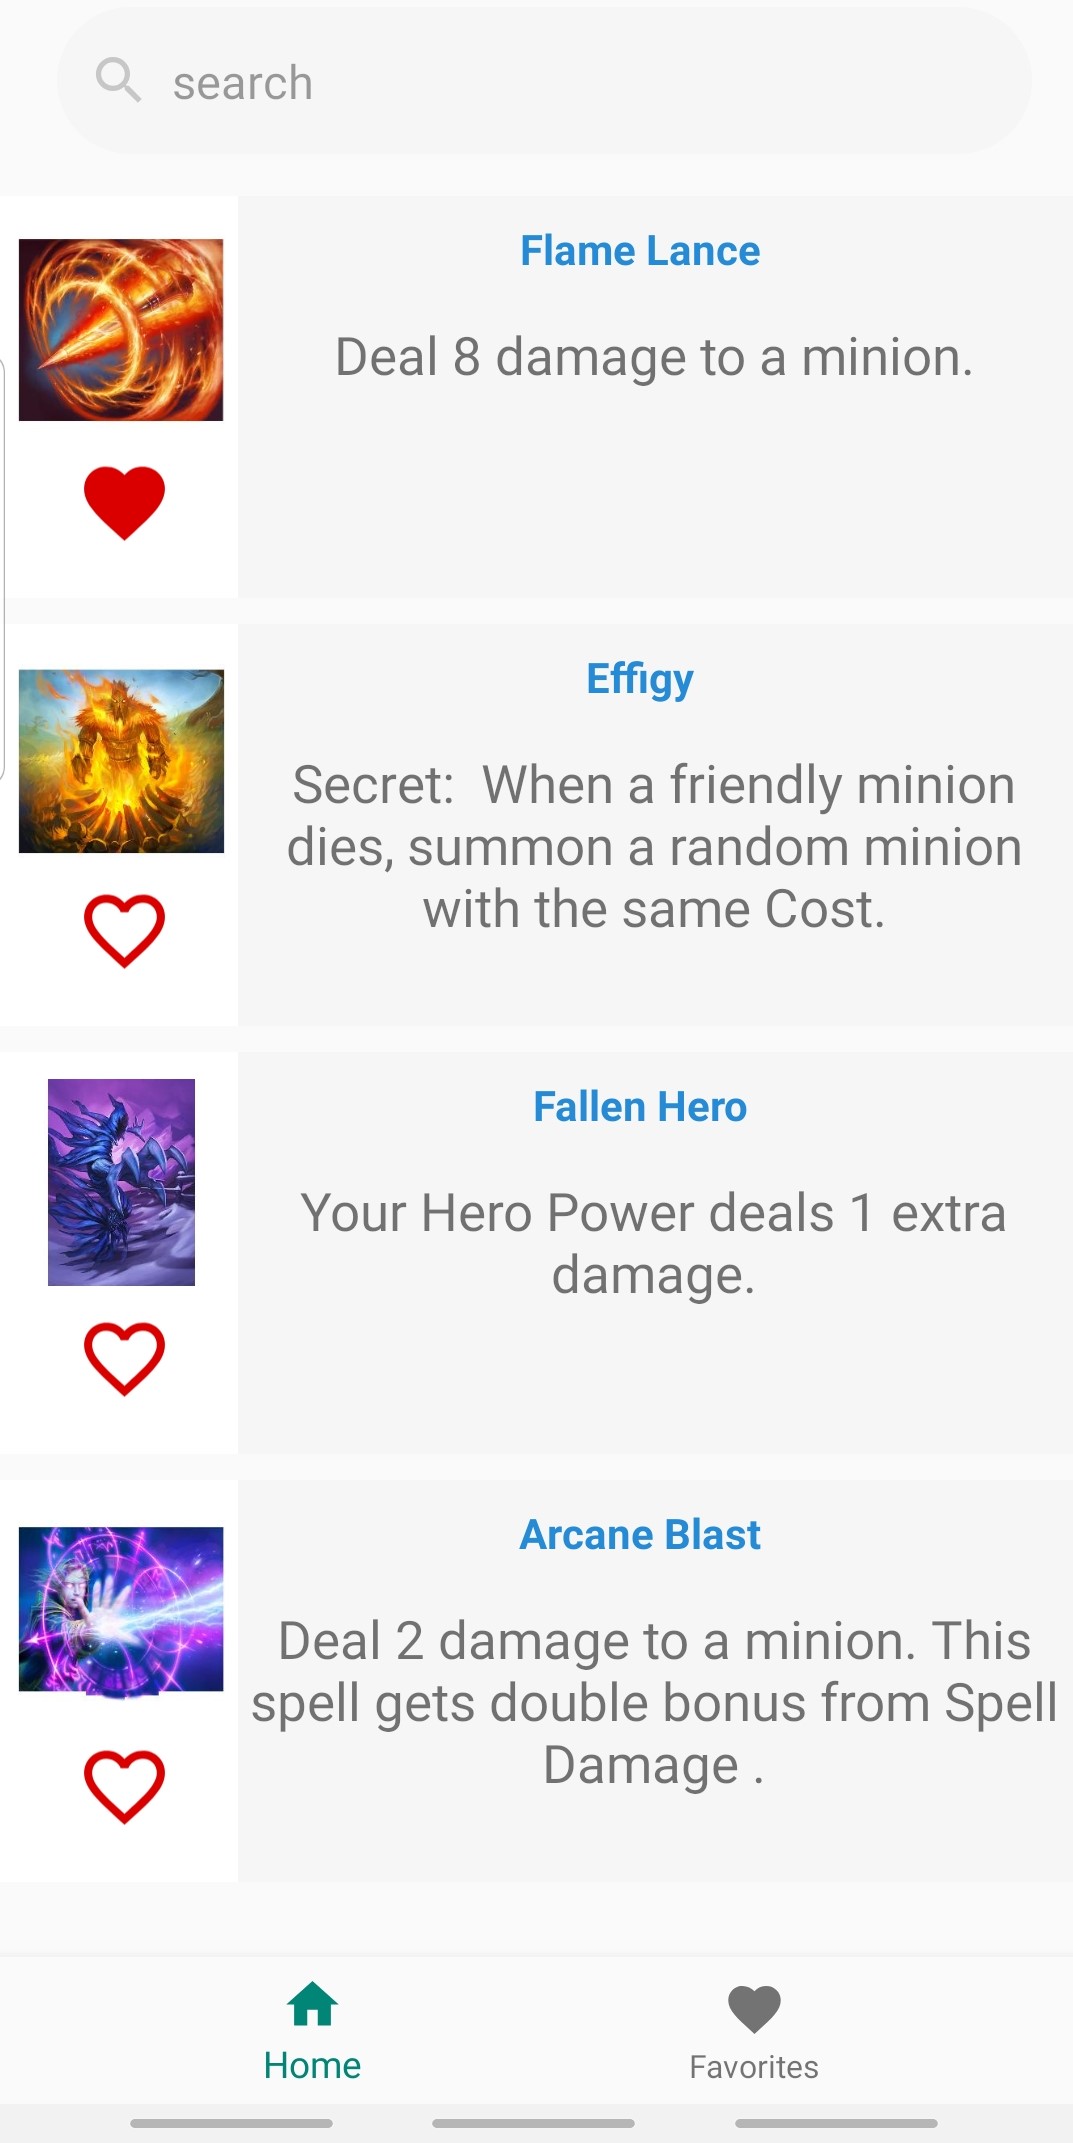 search
Flame Lance
Deal 8 damage to a minion.
Effigy
Secret:  When a friendly minion
dies, summon a random minion
with the same Cost.
Fallen Hero
Your Hero Power deals 1 extra
damage.
Arcane Blast
Deal 2 damage to a minion. This
spell gets double bonus from Spell
Damage .
Home
Favorites